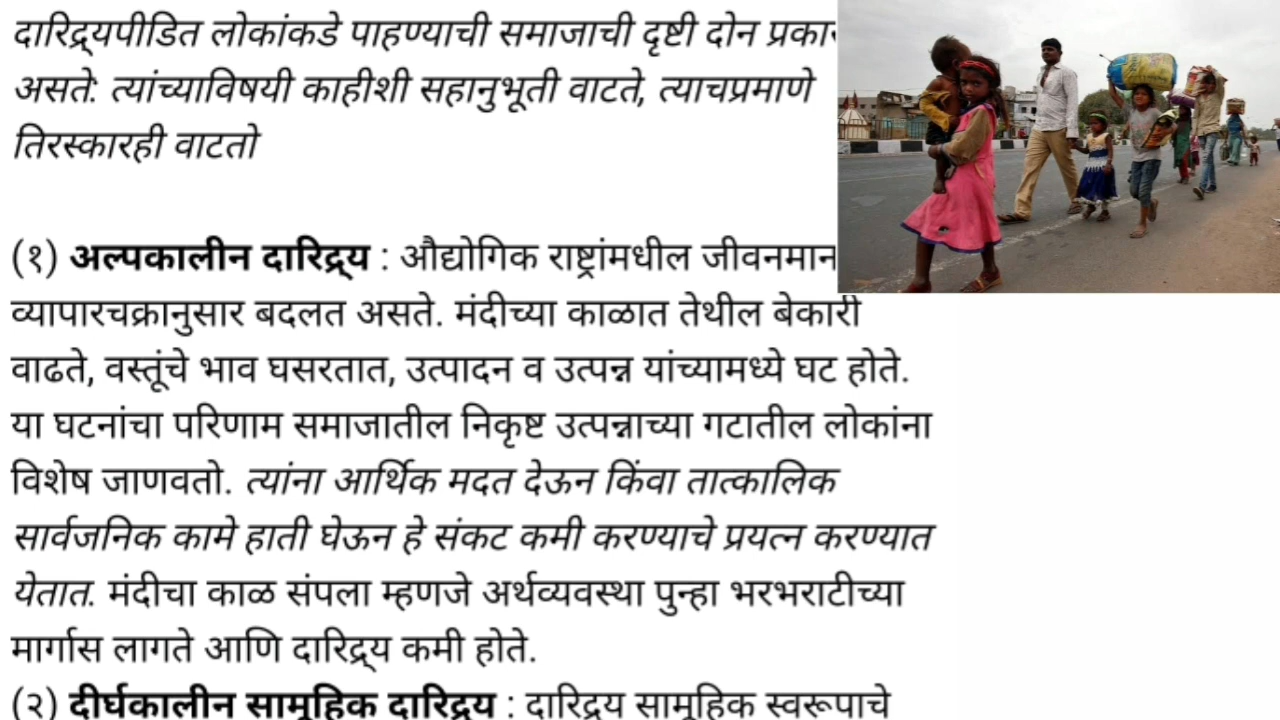 दारिद्र्यपीडित लोकांकडे पाहण्याची समाजाची दृष्टी दोन
असते: त्यांच्याविषयी काहीशी सहानुभूती वाटते, त्याचप्रमाणे
तिरस्कारही वाटतो
(१) अल्पकालीन दारिद्र्य : औद्योगिक राष्ट्रांमधील जीवनमान
व्यापारचक्रानुसार बदलत असते. मंदीच्या काळात तेथील बेकारी
वाढते, वस्तूंचे भाव घसरतात, उत्पादन व उत्पन्न यांच्यामध्ये घट होते.
या घटनांचा परिणाम समाजातील निकृष्ट उत्पन्नाच्या गटातील लोकांना
विशेष जाणवतो. त्यांना आर्थिक मदत देऊन किंवा तात्कालिक
सार्वजनिक कामे हाती घेऊन हे संकट कमी करण्याचे प्रयत्न करण्यात
येतात. मंदीचा काळ संपला म्हणजे अर्थव्यवस्था पुन्हा भरभराटीच्या
मार्गास लागते आणि दारिद्र्य कमी होते.
(२) दीर्घकालीन सामूहिक दारिद्र्य : दारिद्र्य सामूहिक स्वरूपाचे